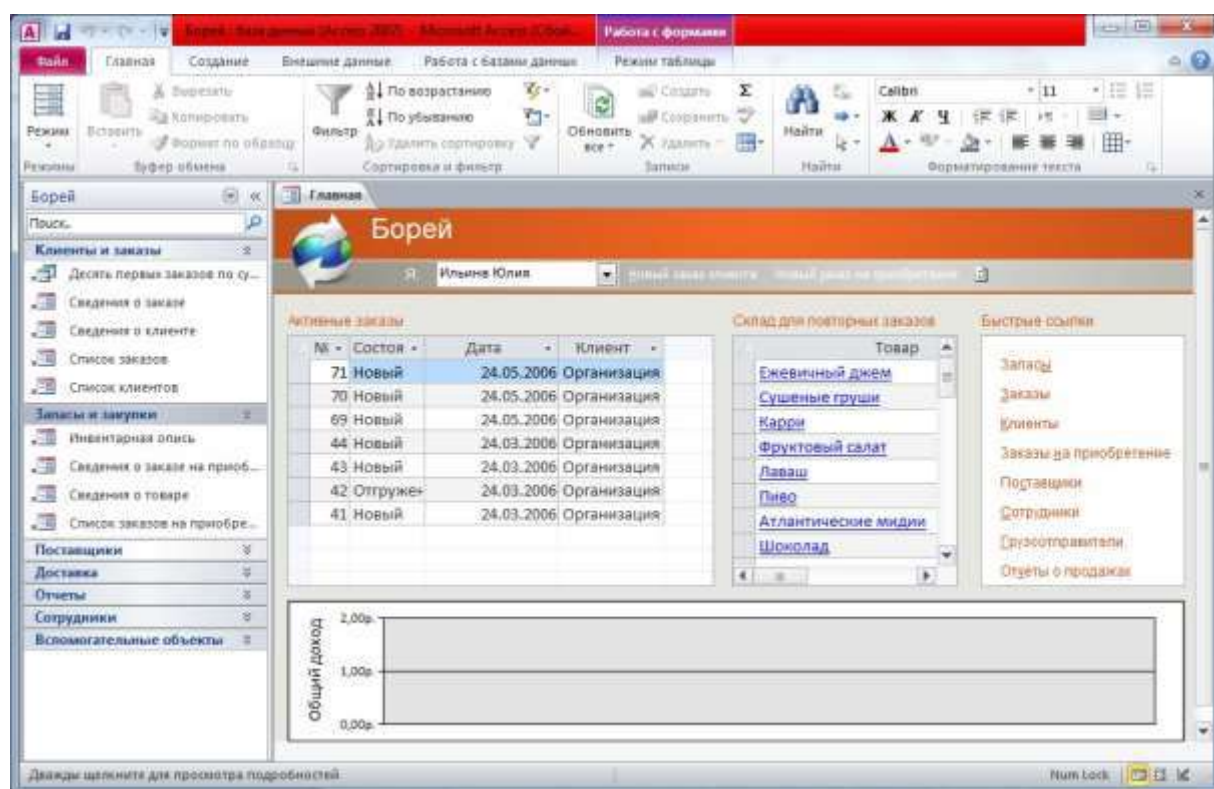 Борей : база данных (Access 2007) - Microsoft Access (Сбой...
Работа с формами
Файл
Главная
Создание
Внешние данные
Работа с базами данных
Режим таблицы
Режим
Режимы
Вставить
Вырезать
Копировать
Формат по образцу
Буфер обмена
Фильтр
По возрастанию
По убыванию
Удалить сортировку
Сортировка и фильтр
Обновить все
Создать
Сохранить
Удалить
Записи
Найти
Найти
Calibri
11
Ж К Ч
Форматирование текста
Борей
Поиск...
Клиенты и заказы
Десять первых заказов по су...
Сведения о заказе
Сведения о клиенте
Список заказов
Список клиентов
Запасы и закупки
Инвентарная опись
Сведения о заказе на приоб...
Сведения о товаре
Список заказов на приобре...
Поставщики
Доставка
Отчеты
Сотрудники
Вспомогательные объекты
Главная
Борей
Я
Ильина Юлия
Новый заказ клиента
Новый заказ на приобретение
Активные заказы
№ Состоя Дата Клиент
71 Новый 24.05.2006 Организация
70 Новый 24.05.2006 Организация
69 Новый 24.05.2006 Организация
44 Новый 24.03.2006 Организация
43 Новый 24.03.2006 Организация
42 Отгружен 24.03.2006 Организация
41 Новый 24.03.2006 Организация
Склад для повторных заказов
Товар
Ежевичный джем
Сушеные груши
Карри
Фруктовый салат
Лаваш
Пиво
Атлантические мидии
Шоколад
Быстрые ссылки
Запасы
Заказы
Клиенты
Заказы на приобретение
Поставщики
Сотрудники
Грузоотправители
Отчеты о продажах
Общий доход
2,00р.
1,00р.
0,00р.
Дважды щелкните для просмотра подробностей
Num Lock